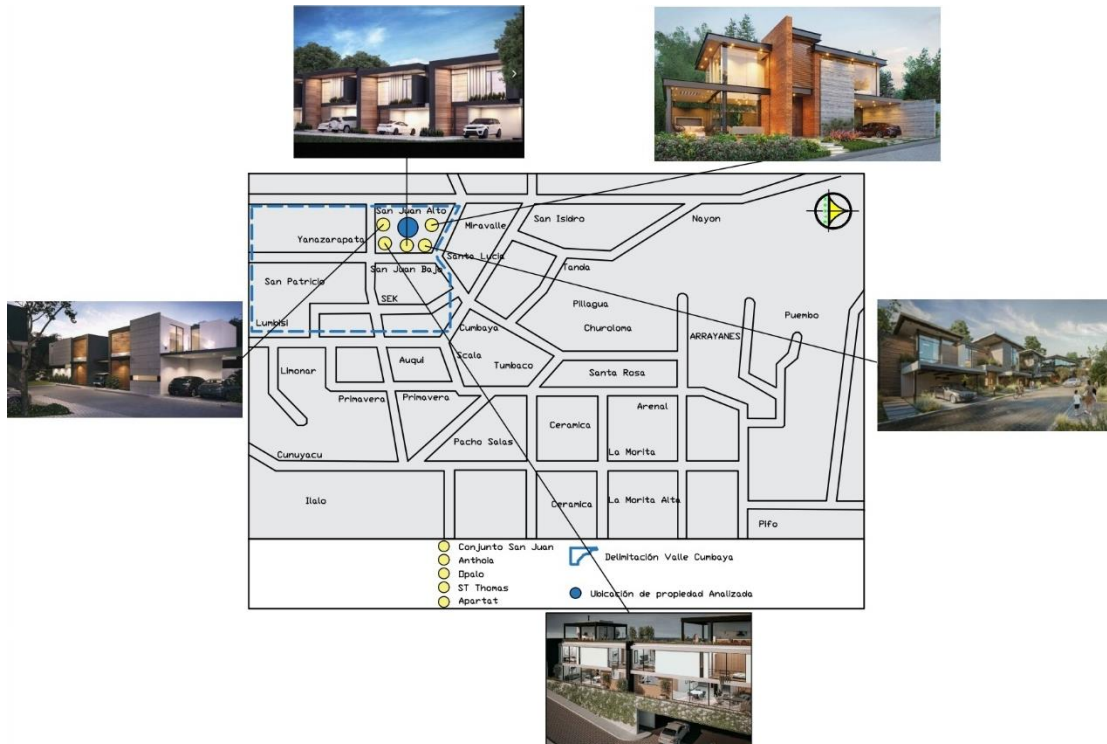 San Juan Alto
San Isidro
Nayon
Miravalle
Yanazarapata
Santa Lucia
San Juan Bajo
Tanda
San Patricio
SEK
Pillagua
Puembo
Lumbisi
Cumbaya
Churoloma
ARRAYANES
Auqui
Scala
Limonar
Tumbaco
Santa Rosa
Primavera
Primavera
Arenal
Ceramica
Pacho Salas
Cunuyacu
La Morita
Ilalo
Ceramica
La Morita Alta
Pifo
Conjunto San Juan
Anthola
Opalo
ST Thomas
Apartat
Delimitación Valle Cumbaya
Ubicación de propiedad Analizada